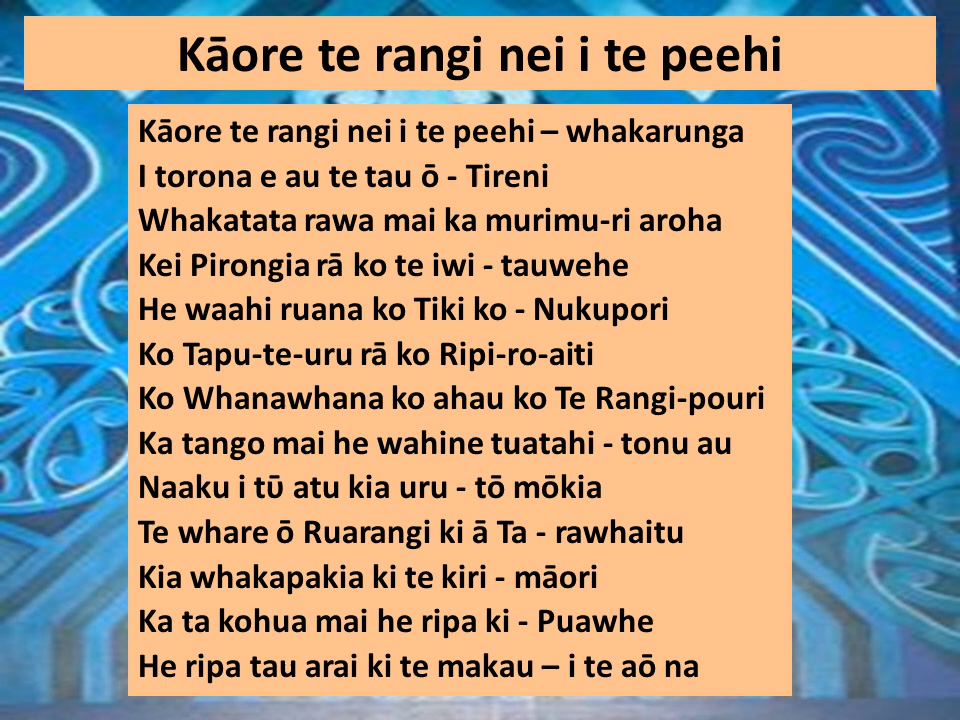 Kāore te rangi nei i te peehi
Kāore te rangi nei i te peehi – whakarunga
I torona e au te tau ō - Tireni
Whakatata rawa mai ka murimu-ri aroha
Kei Pirongia rā ko te iwi - tauwehe
He waahi ruana ko Tiki ko - Nukupori
Ko Tapu-te-uru rā ko Ripi-ro-aiti
Ko Whanawhana ko ahau ko Te Rangi-pouri
Ka tango mai he wahine tuatahi - tonu au
Naaku i tῡ atu kia uru - tō mōkia
Te whare ō Ruarangi ki ā Ta - rawhaitu
Kia whakapakia ki te kiri - māori
Ka ta kohua mai he ripa ki - Puawhe
He ripa tau arai ki te makau – i te aō na